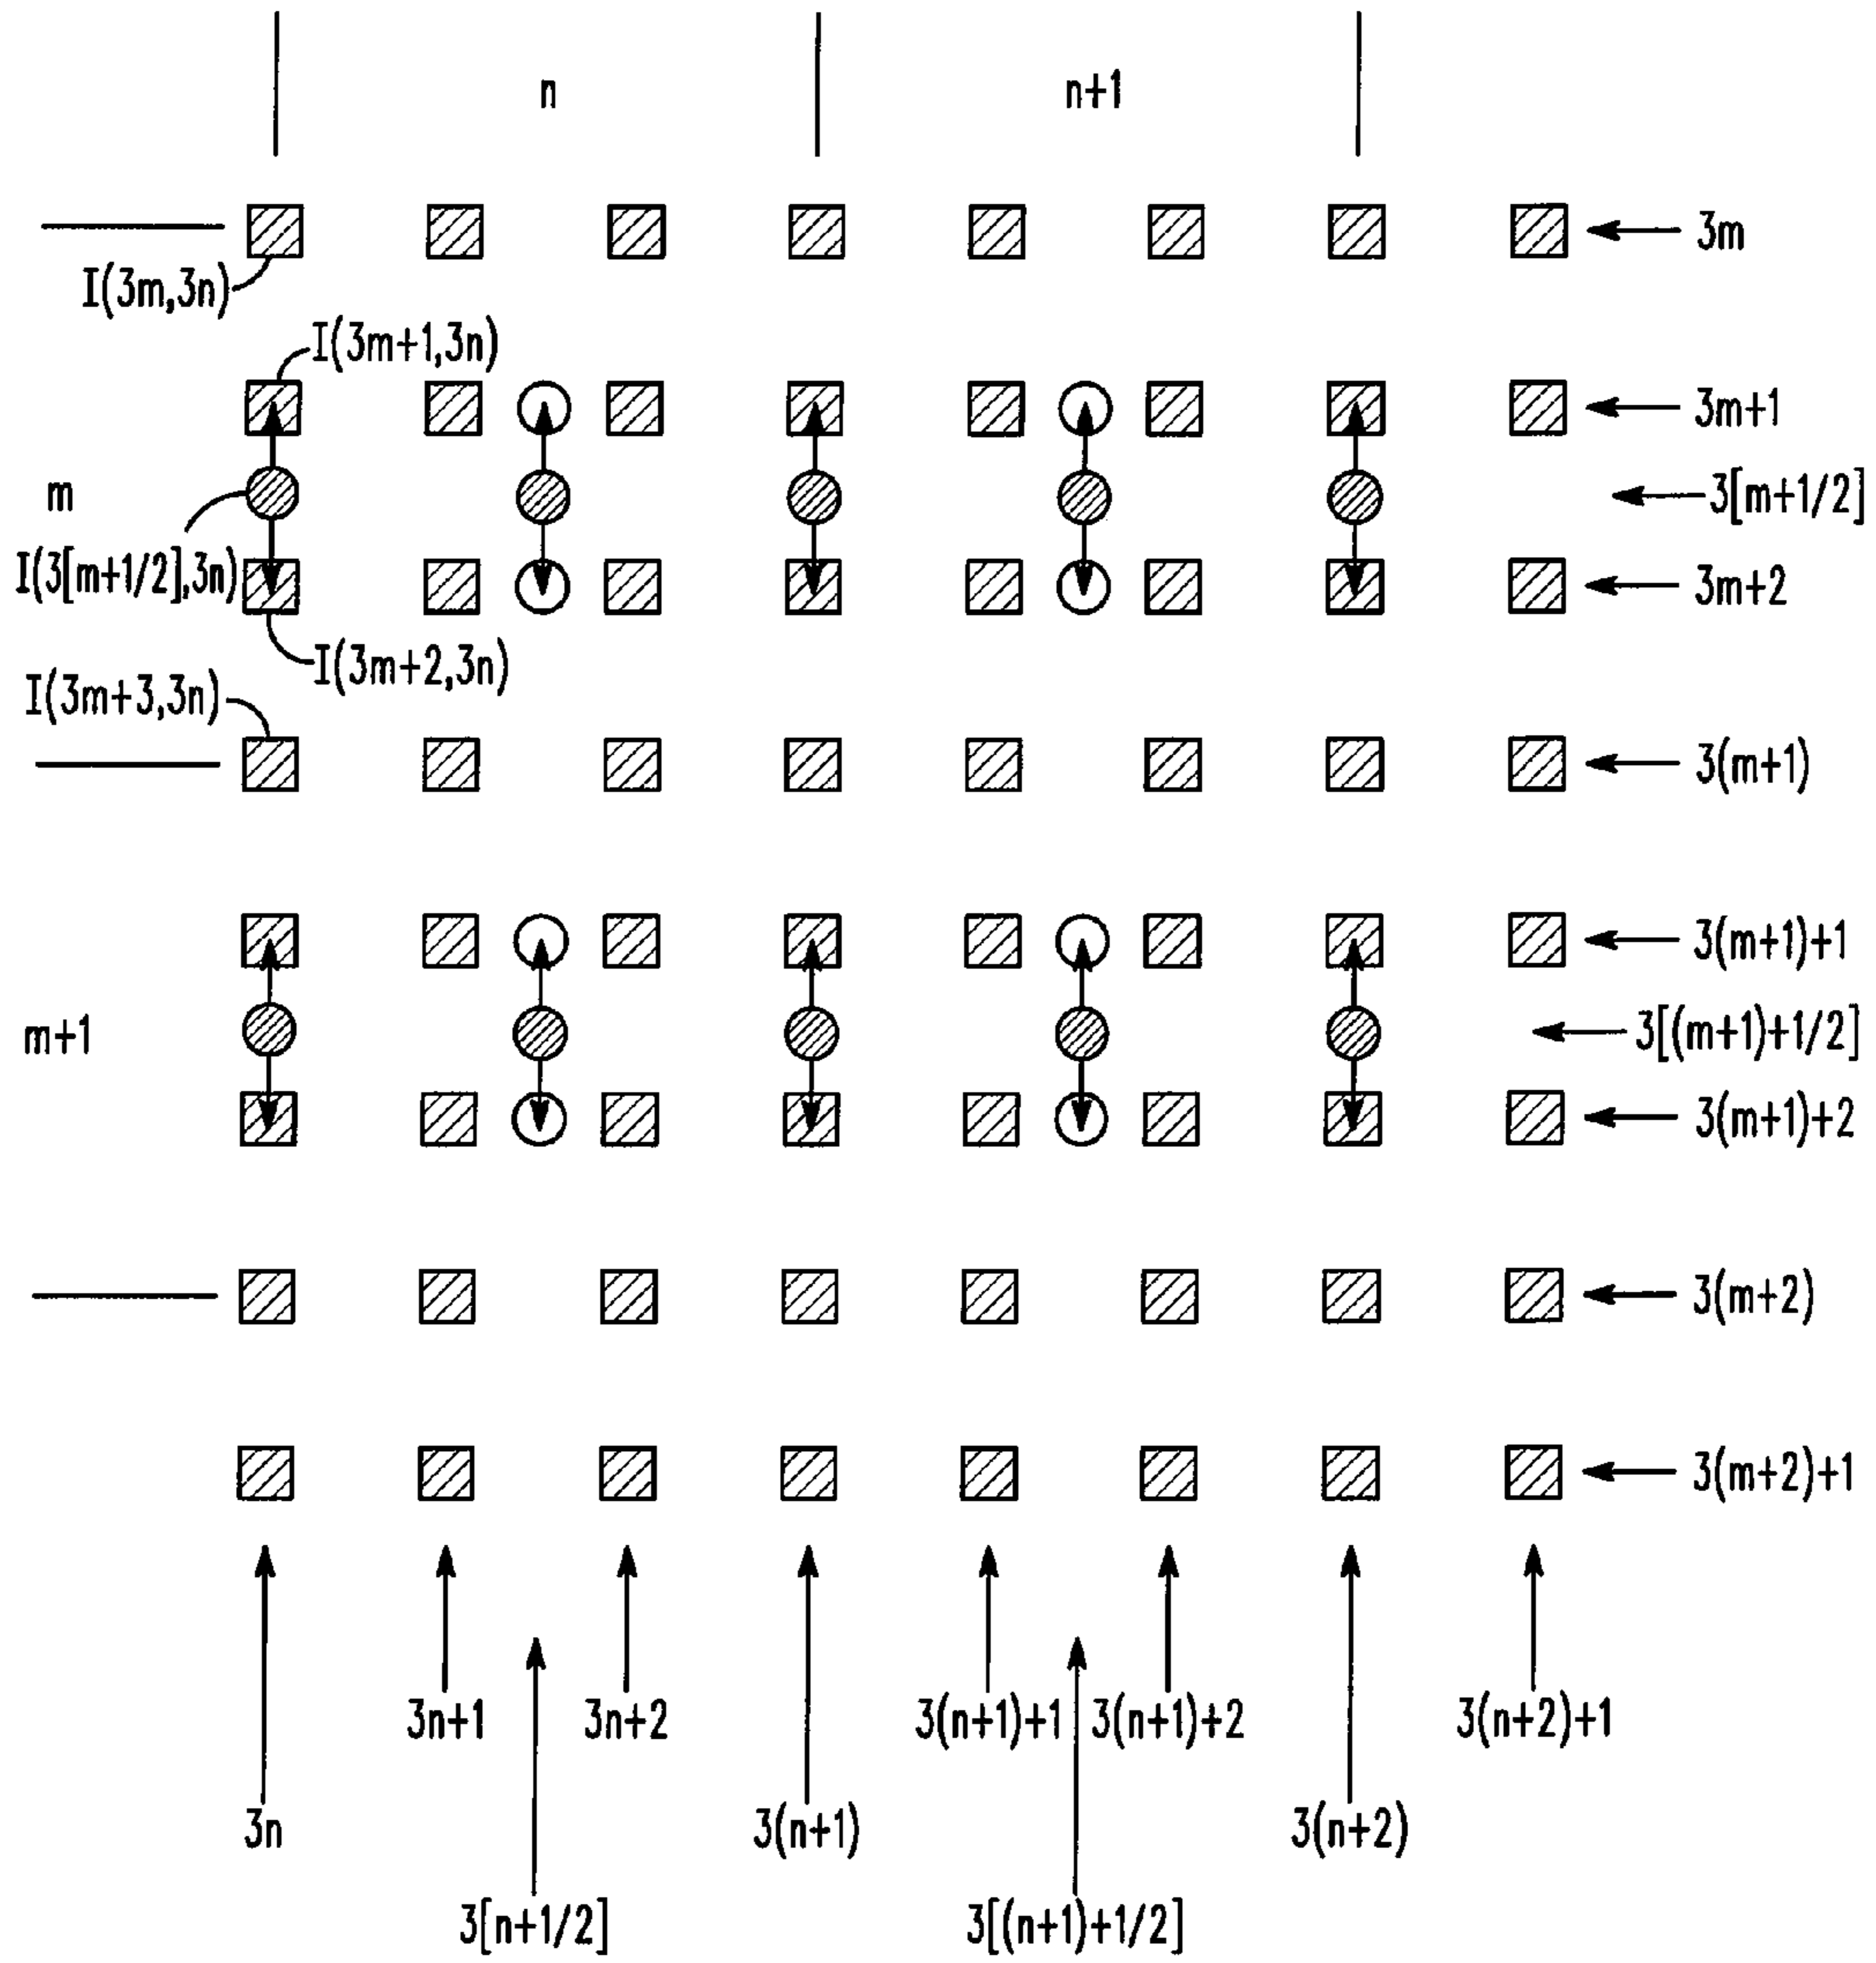 n
n+1
3m
I(3m,3n)
I(3m+1,3n)
3m+1
m
3[m+1/2]
I(3[m+1/2],3n)
3m+2
I(3m+2,3n)
I(3m+3,3n)
3(m+1)
3(m+1)+1
m+1
3[(m+1)+1/2]
3(m+1)+2
3(m+2)
3(m+2)+1
3n+1
3n+2
3(n+1)+1
3(n+1)+2
3(n+2)+1
3n
3(n+1)
3(n+2)
3[n+1/2]
3[(n+1)+1/2]